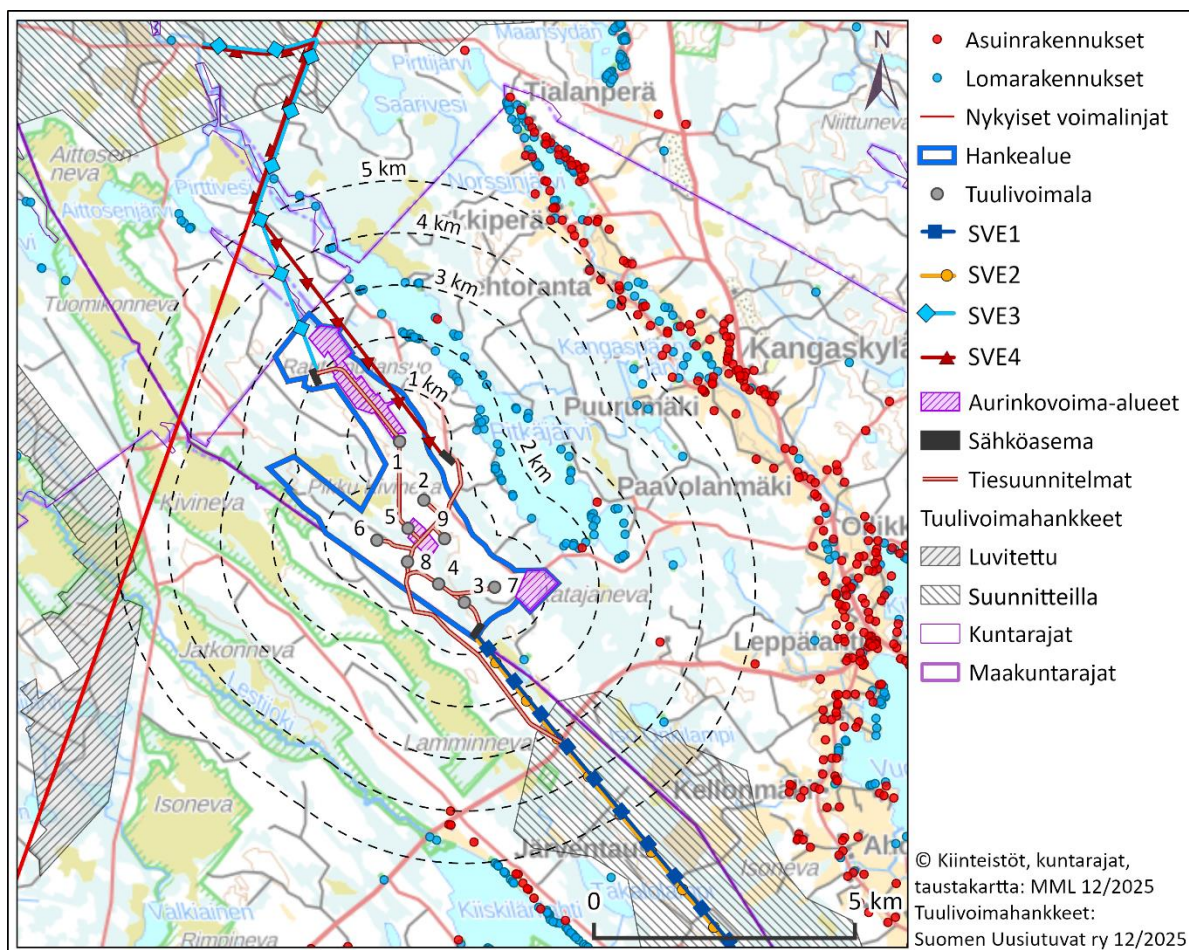 Maansydän
Pirttijärvi
Tialanperä
Saarivesi
Niittuneva
N
Aittosen-
neva
Pirttivesi
Aittosenjärvi
Norssinjärvi
5 km
4 km
3 km
1 km
2 km
Tuomikonneva
Kangaskylä
Puurumäki
Pitkäjärvi
Paavolanmäki
Kivineva
1
2
5
6
9
8
4
3
7
Jatkonneva
Lestijoki
Lamminneva
Isoneva
Kellonmäki
Isoneva
Valkiainen
Rimpineva
0
5 km
Asuinrakennukset
Lomarakennukset
Nykyiset voimalinjat
Hankealue
Tuulivoimala
SVE1
SVE2
SVE3
SVE4
Aurinkovoima-alueet
Sähköasema
Tiesuunnitelmat
Tuulivoimahankkeet
Luvitettu
Suunnitteilla
Kuntarajat
Maakuntarajat
© Kiinteistöt, kuntarajat,
taustakartta: MML 12/2025
Tuulivoimahankkeet:
Suomen Uusiutuvat ry 12/2025